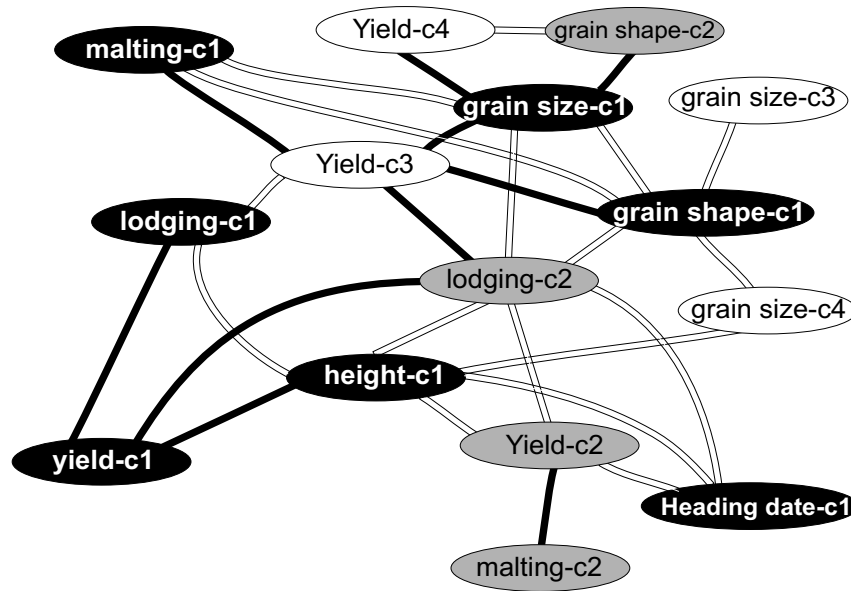 Yield-c4
grain shape-c2
malting-c1
grain size-c1
grain size-c3
Yield-c3
lodging-c1
grain shape-c1
lodging-c2
grain size-c4
height-c1
Yield-c2
yield-c1
Heading date-c1
malting-c2